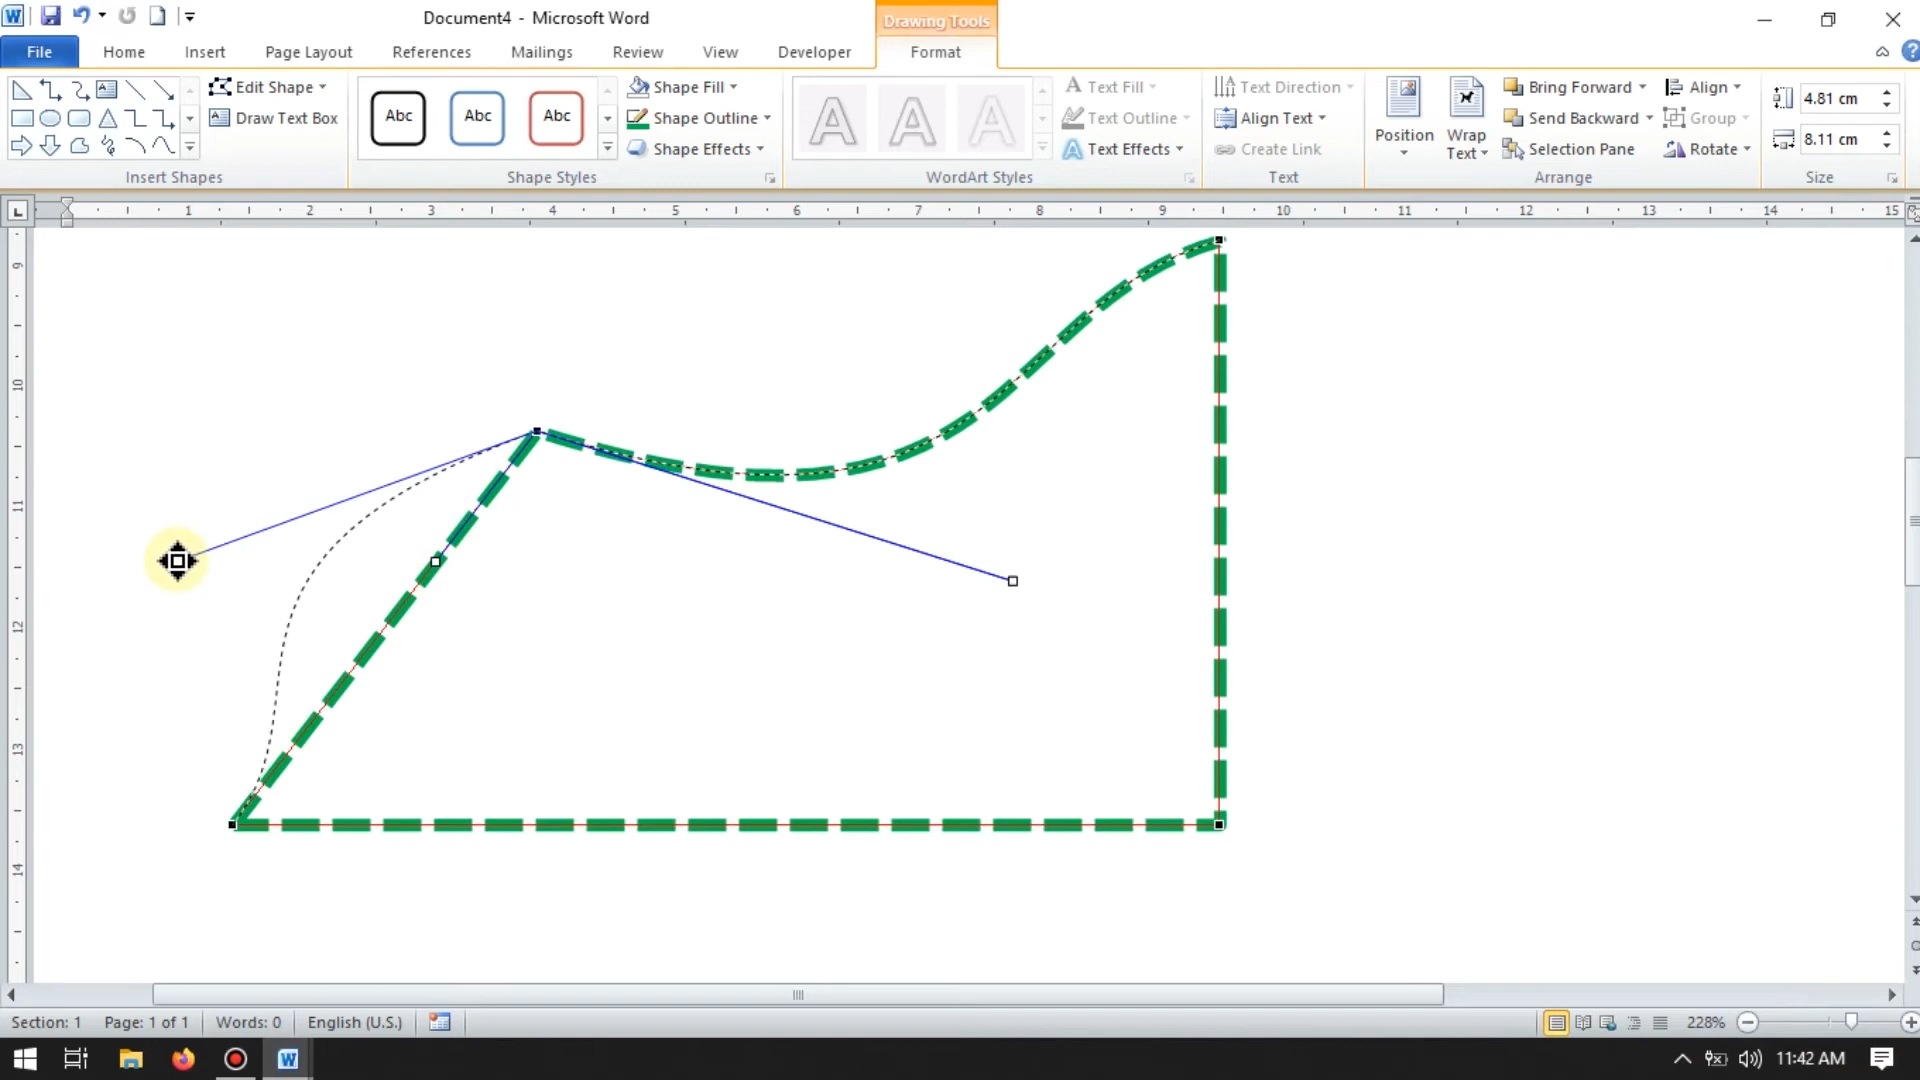 Document4 - Microsoft Word
Drawing Tools
File Home Insert Page Layout References Mailings Review View Developer Format
Edit Shape
Draw Text Box
Insert Shapes
Abc Abc Abc
Shape Fill
Shape Outline
Shape Effects
Shape Styles
Text Fill
Text Outline
Text Effects
WordArt Styles
Text Direction
Align Text
Create Link
Text
Position
Wrap
Text
Bring Forward
Send Backward
Selection Pane
Align
Group
Rotate
Arrange
4.81 cm
8.11 cm
Size
1 2 3 4 5 6 7 8 9 10 11 12 13 14 15
9
10
11
12
13
14
Section: 1 Page: 1 of 1 Words: 0 English (U.S.) 228%
11:42 AM